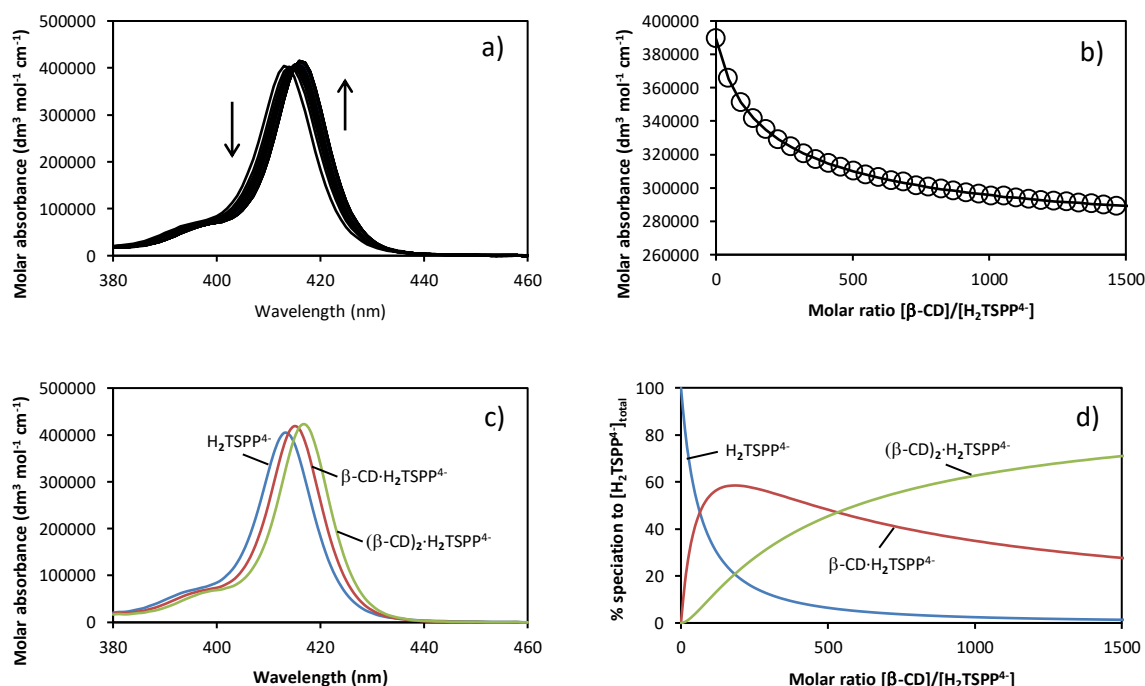 a)
500000
400000
300000
200000
100000
0
Molar absorbance (dm³ mol⁻¹ cm⁻¹)
380 400 420 440 460
Wavelength (nm)
b)
400000
380000
360000
340000
320000
300000
280000
260000
Molar absorbance (dm³ mol⁻¹ cm⁻¹)
0 500 1000 1500
Molar ratio [β-CD]/[H₂TSPP⁴⁻]
c)
500000
400000
300000
200000
100000
0
Molar absorbance (dm³ mol⁻¹ cm⁻¹)
H₂TSPP⁴⁻
β-CD·H₂TSPP⁴⁻
(β-CD)₂·H₂TSPP⁴⁻
380 400 420 440 460
Wavelength (nm)
d)
100
80
60
40
20
0
% speciation to [H₂TSPP⁴⁻]total
H₂TSPP⁴⁻
(β-CD)₂·H₂TSPP⁴⁻
β-CD·H₂TSPP⁴⁻
0 500 1000 1500
Molar ratio [β-CD]/[H₂TSPP⁴⁻]